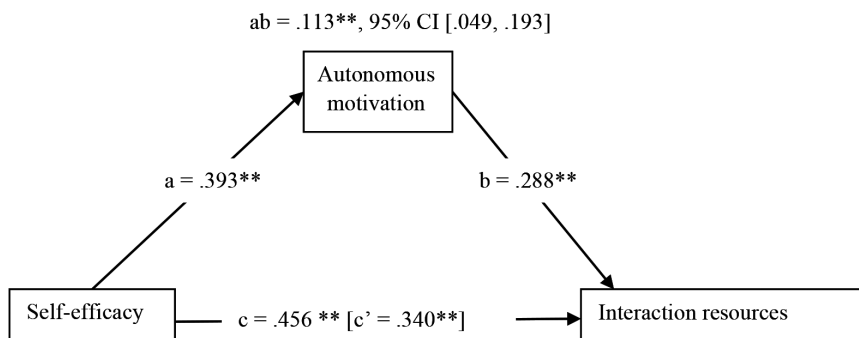 ab = .113**, 95% CI [.049, .193]
Autonomous
motivation
a = .393**
b = .288**
Self-efficacy
c = .456 ** [c’ = .340**]
Interaction resources